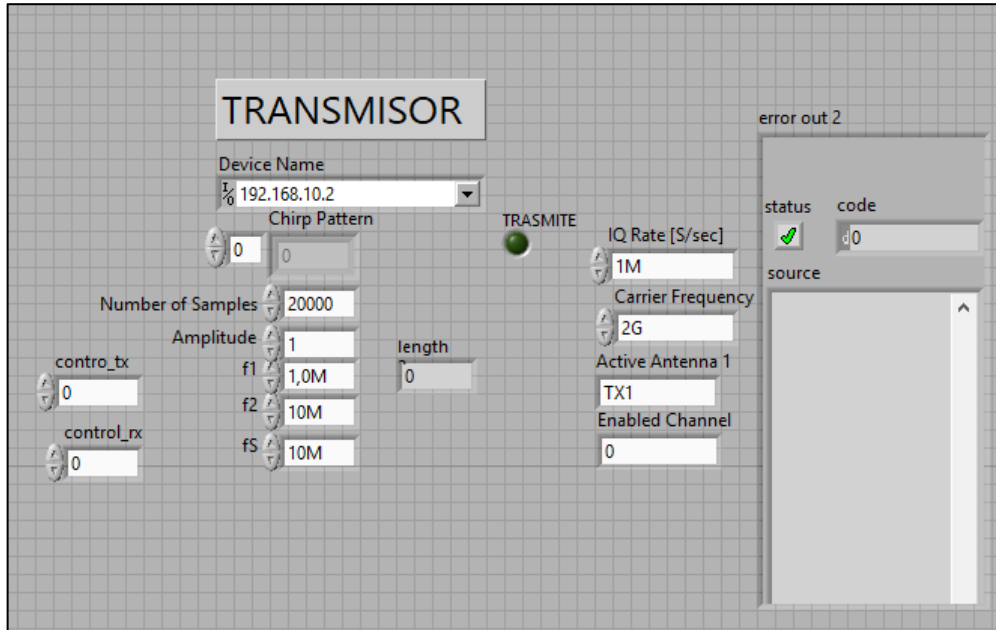 TRANSMISOR
error out 2
Device Name
I/O 192.168.10.2
Chirp Pattern
0
0
TRASMITE
IQ Rate [S/sec]
1M
status
code
d 0
source
Number of Samples
20000
Carrier Frequency
2G
Amplitude
1
length
0
Active Antenna 1
TX1
f1
1,0M
contro_tx
0
f2
10M
Enabled Channel
0
control_rx
0
fS
10M